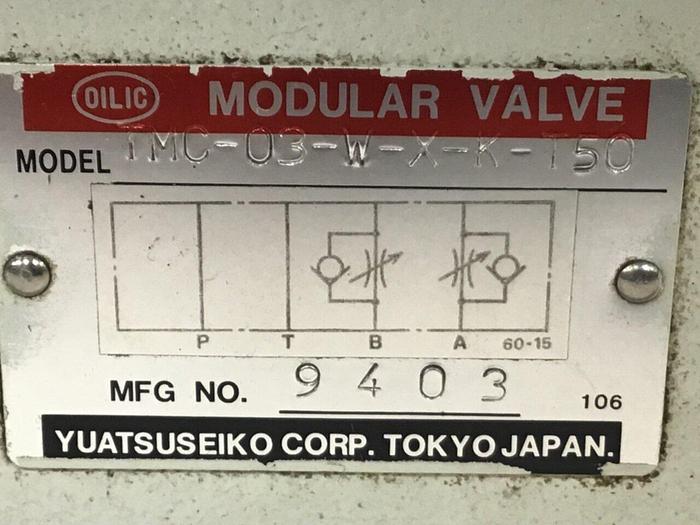 OILIC MODULAR VALVE
MODEL TMC-03-W-X-K-T50
P T B A 60-15
MFG NO. 9403 106
YUATSUSEIKO CORP. TOKYO JAPAN.